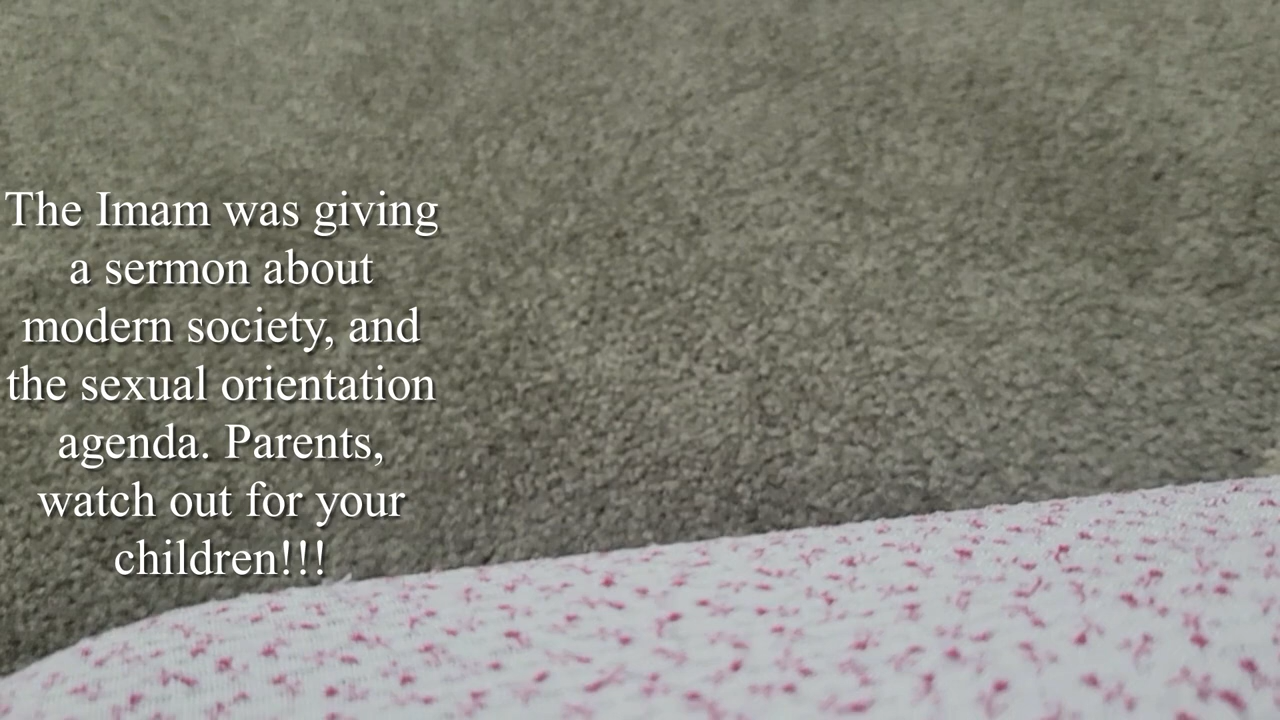 The Imam was giving
a sermon about
modern society, and
the sexual orientation
agenda. Parents,
watch out for your
children!!!